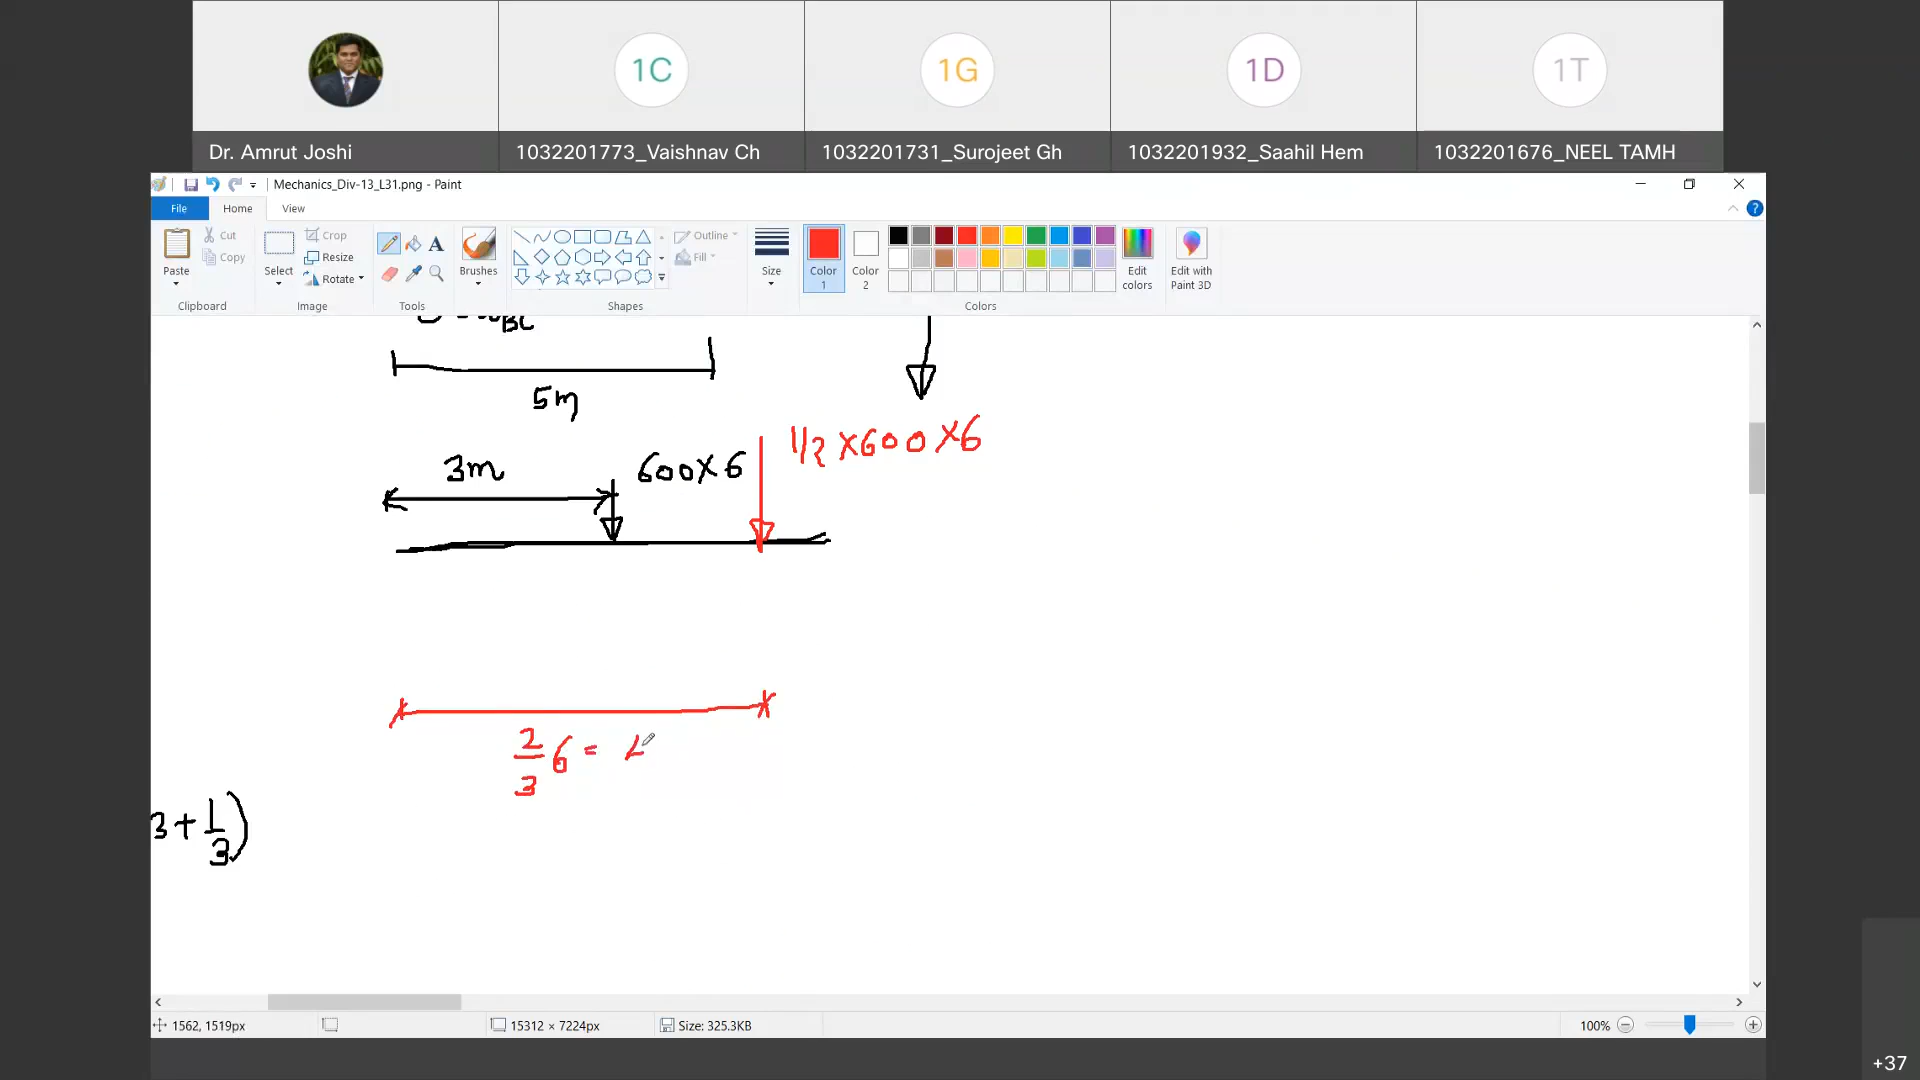 1C
1G
1D
1T
Dr. Amrut Joshi
1032201773_Vaishnav Ch
1032201731_Surojeet Gh
1032201932_Saahil Hem
1032201676_NEEL TAMH
Mechanics_Div-13_L31.png - Paint
File
Home
View
Paste
Cut
Copy
Clipboard
Select
Crop
Resize
Rotate
Image
A
Tools
Brushes
Outline
Fill
Shapes
Size
Color 1
Color 2
Edit colors
Colors
Edit with Paint 3D
BC
5m
1/2 X600 X6
3m
600X6
2/3 6 =
3 + 1/3)
1562, 1519px
15312 × 7224px
Size: 325.3KB
100%
+37